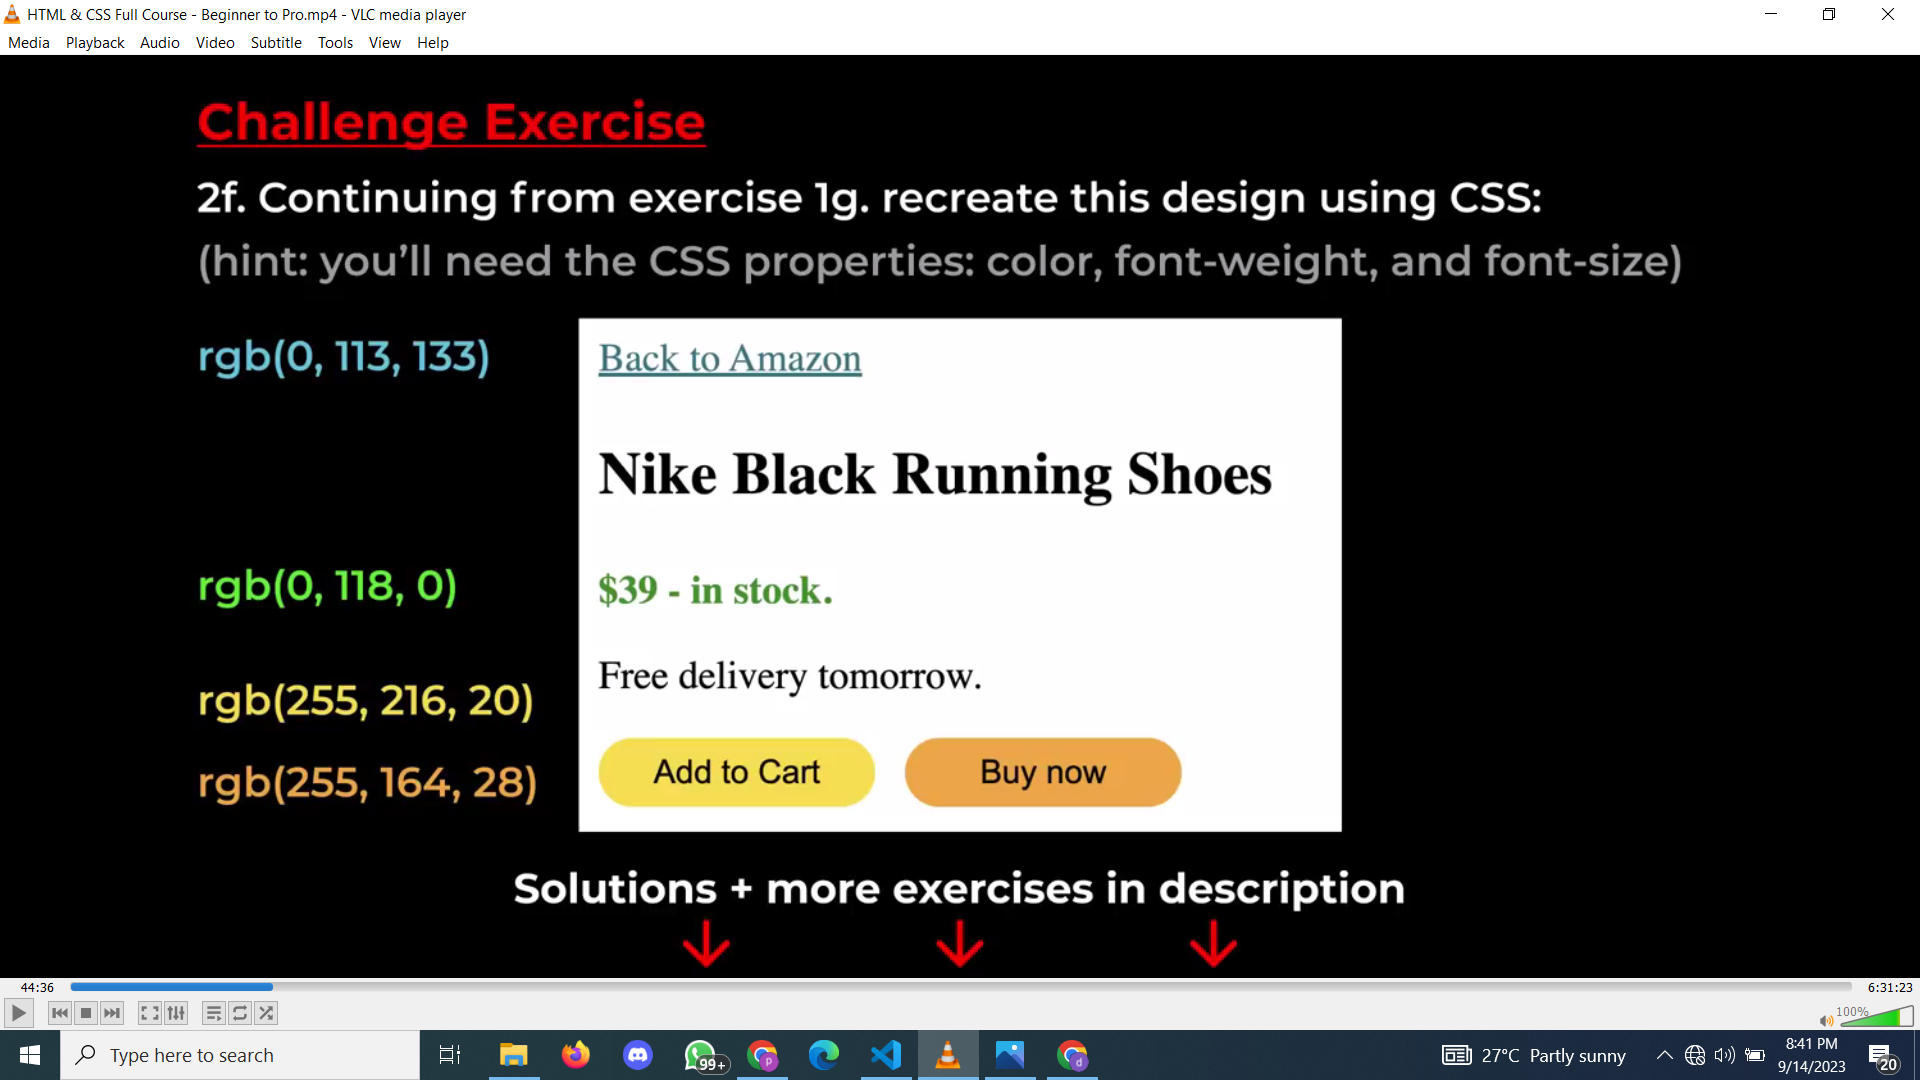 HTML & CSS Full Course - Beginner to Pro.mp4 - VLC media player
Media Playback Audio Video Subtitle Tools View Help
Challenge Exercise
2f. Continuing from exercise 1g. recreate this design using CSS:
(hint: you’ll need the CSS properties: color, font-weight, and font-size)
rgb(0, 113, 133)
Back to Amazon
Nike Black Running Shoes
rgb(0, 118, 0)
$39 - in stock.
Free delivery tomorrow.
rgb(255, 216, 20)
rgb(255, 164, 28)
Add to Cart
Buy now
Solutions + more exercises in description
44:36
6:31:23
100%
Type here to search
99+
p
d
27°C Partly sunny
8:41 PM
9/14/2023
20